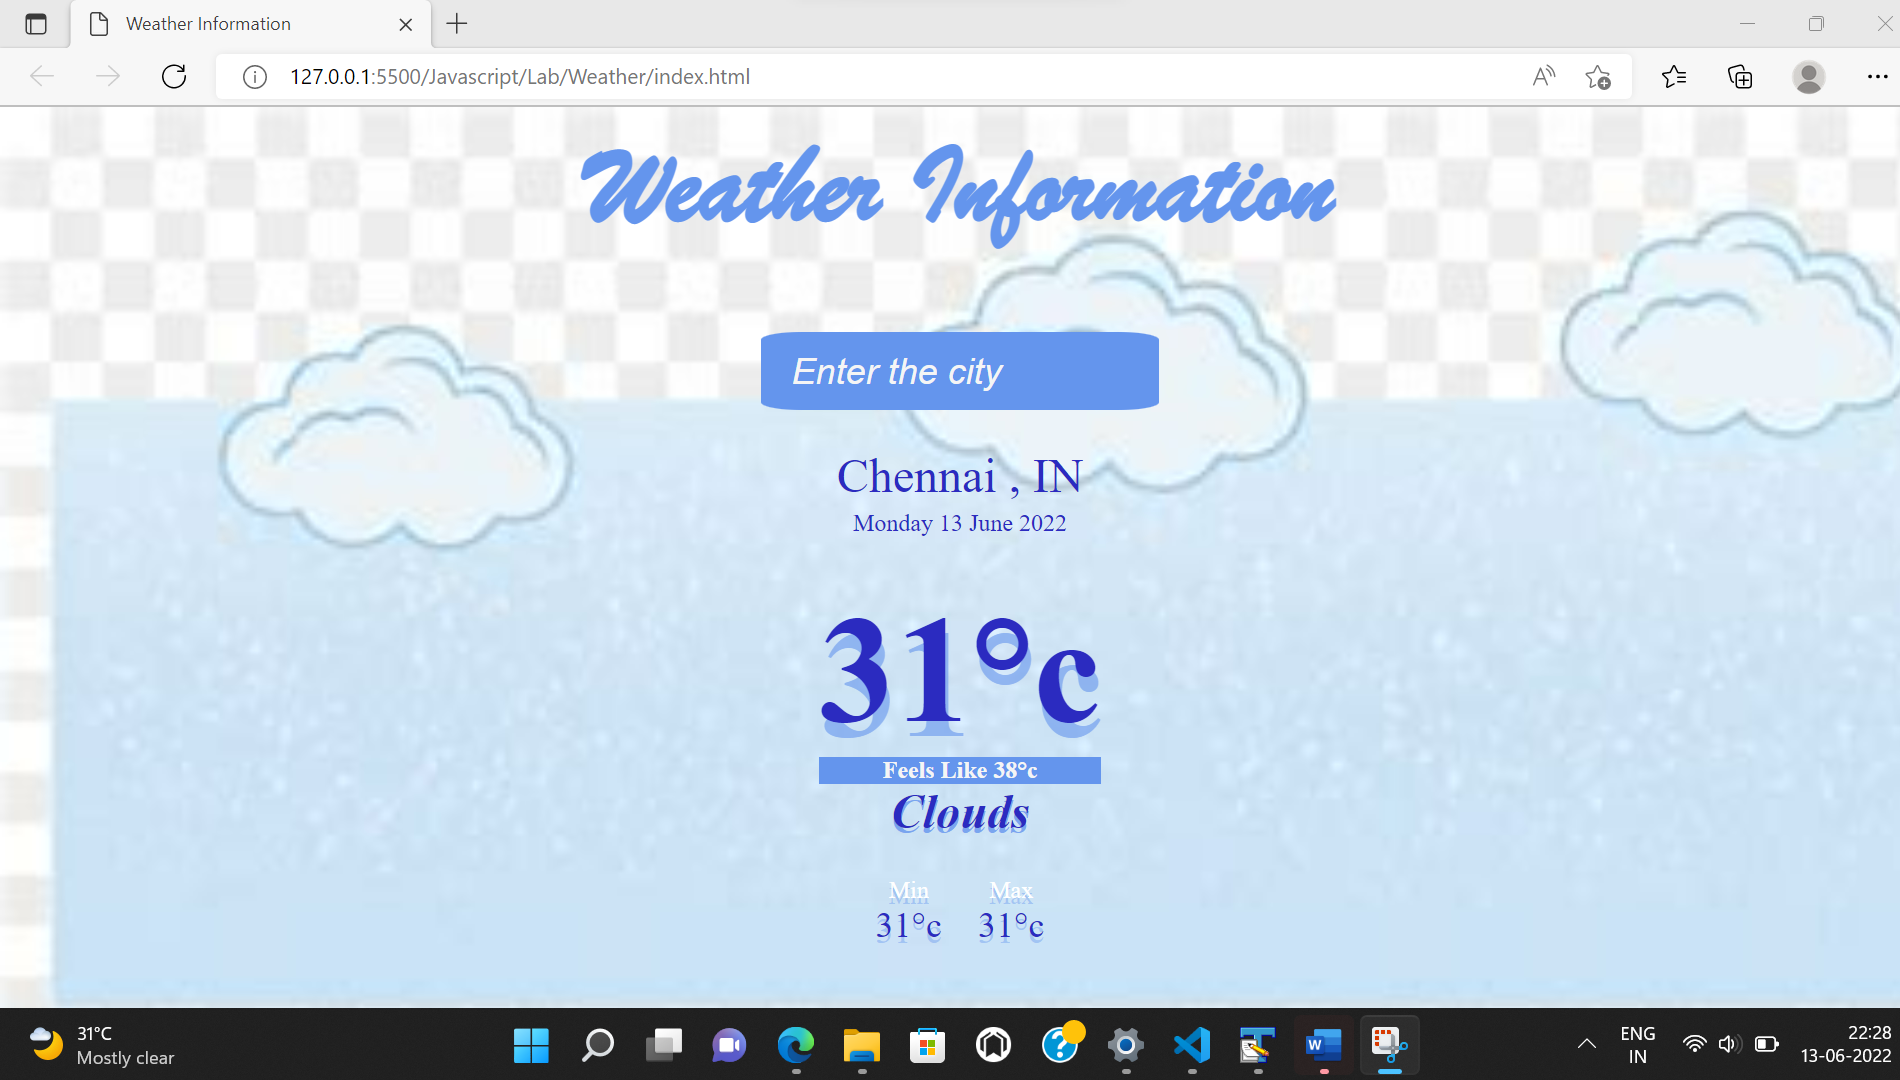 Weather Information
127.0.0.1:5500/Javascript/Lab/Weather/index.html
Weather Information
Enter the city
Chennai , IN
Monday 13 June 2022
31°c
Feels Like 38°c
Clouds
Min Max
31°c 31°c
31°C
Mostly clear
ENG
IN
22:28
13-06-2022